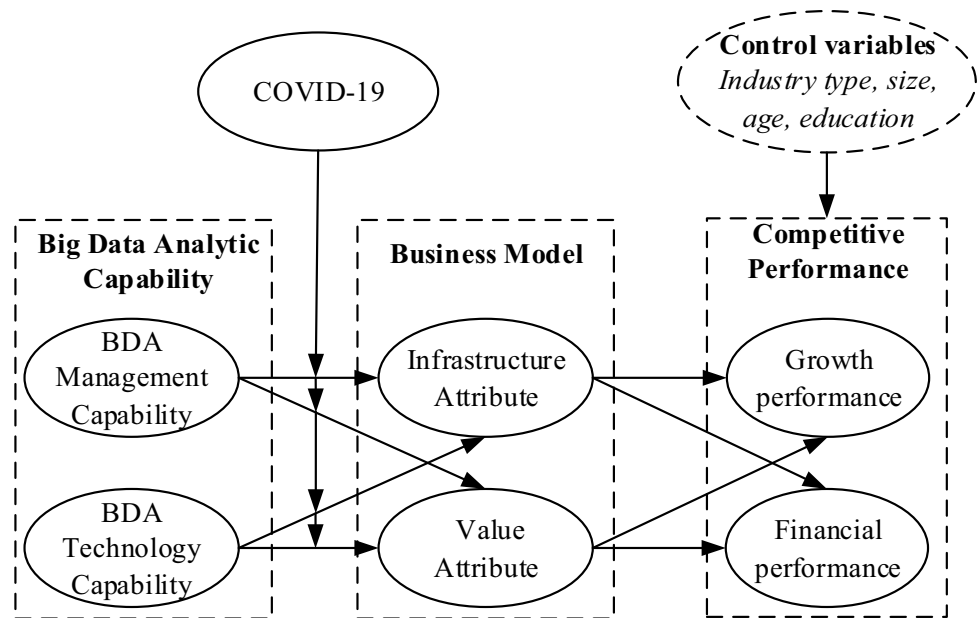 COVID-19
Control variables
Industry type, size,
age, education
Big Data Analytic
Capability
Business Model
Competitive
Performance
BDA
Management
Capability
Infrastructure
Attribute
Growth
performance
BDA
Technology
Capability
Value
Attribute
Financial
performance